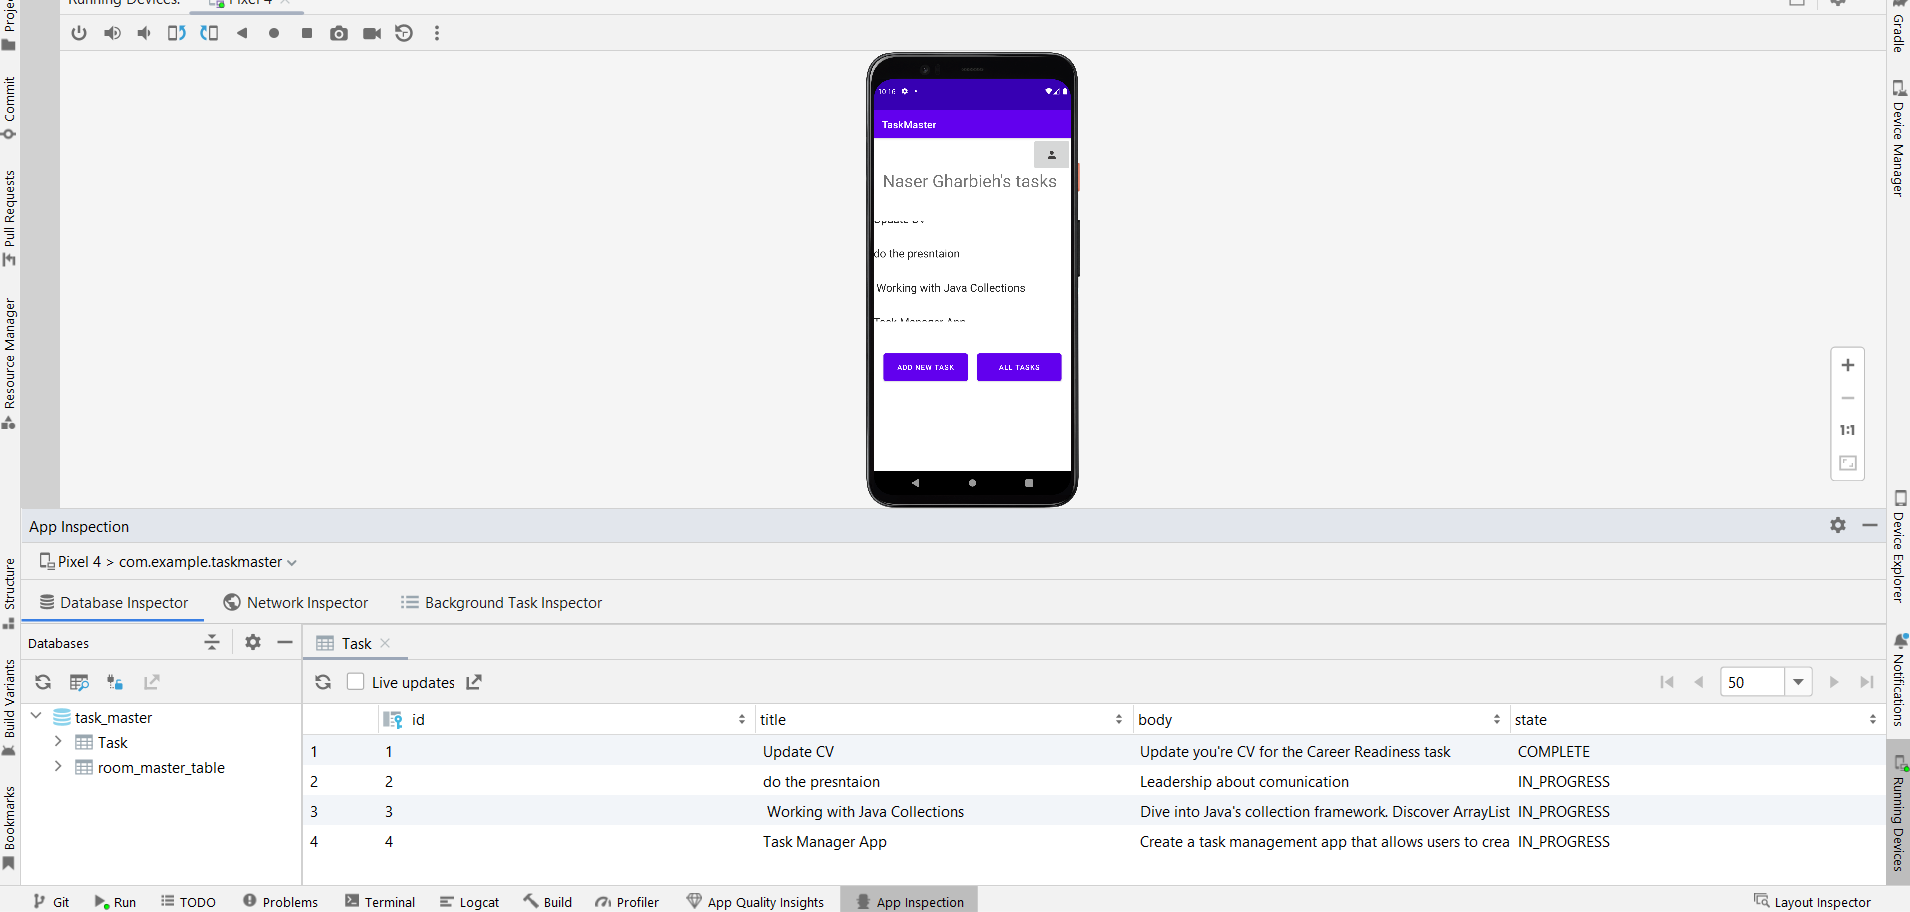 Running Devices: Pixel 4
10:16
TaskMaster
Naser Gharbieh's tasks
Update CV
do the presntaion
Working with Java Collections
Task Manager App
ADD NEW TASK ALL TASKS
1:1
Commit
Pull Requests
Resource Manager
Structure
Build Variants
Bookmarks
Gradle
Device Manager
Device Explorer
Notifications
Running Devices
App Inspection
Pixel 4 > com.example.taskmaster
Database Inspector Network Inspector Background Task Inspector
Databases
Task
Live updates 50
task_master
Task
room_master_table
id title body state
1 1 Update CV Update you're CV for the Career Readiness task COMPLETE
2 2 do the presntaion Leadership about comunication IN_PROGRESS
3 3 Working with Java Collections Dive into Java's collection framework. Discover ArrayList IN_PROGRESS
4 4 Task Manager App Create a task management app that allows users to crea IN_PROGRESS
Git Run TODO Problems Terminal Logcat Build Profiler App Quality Insights App Inspection Layout Inspector